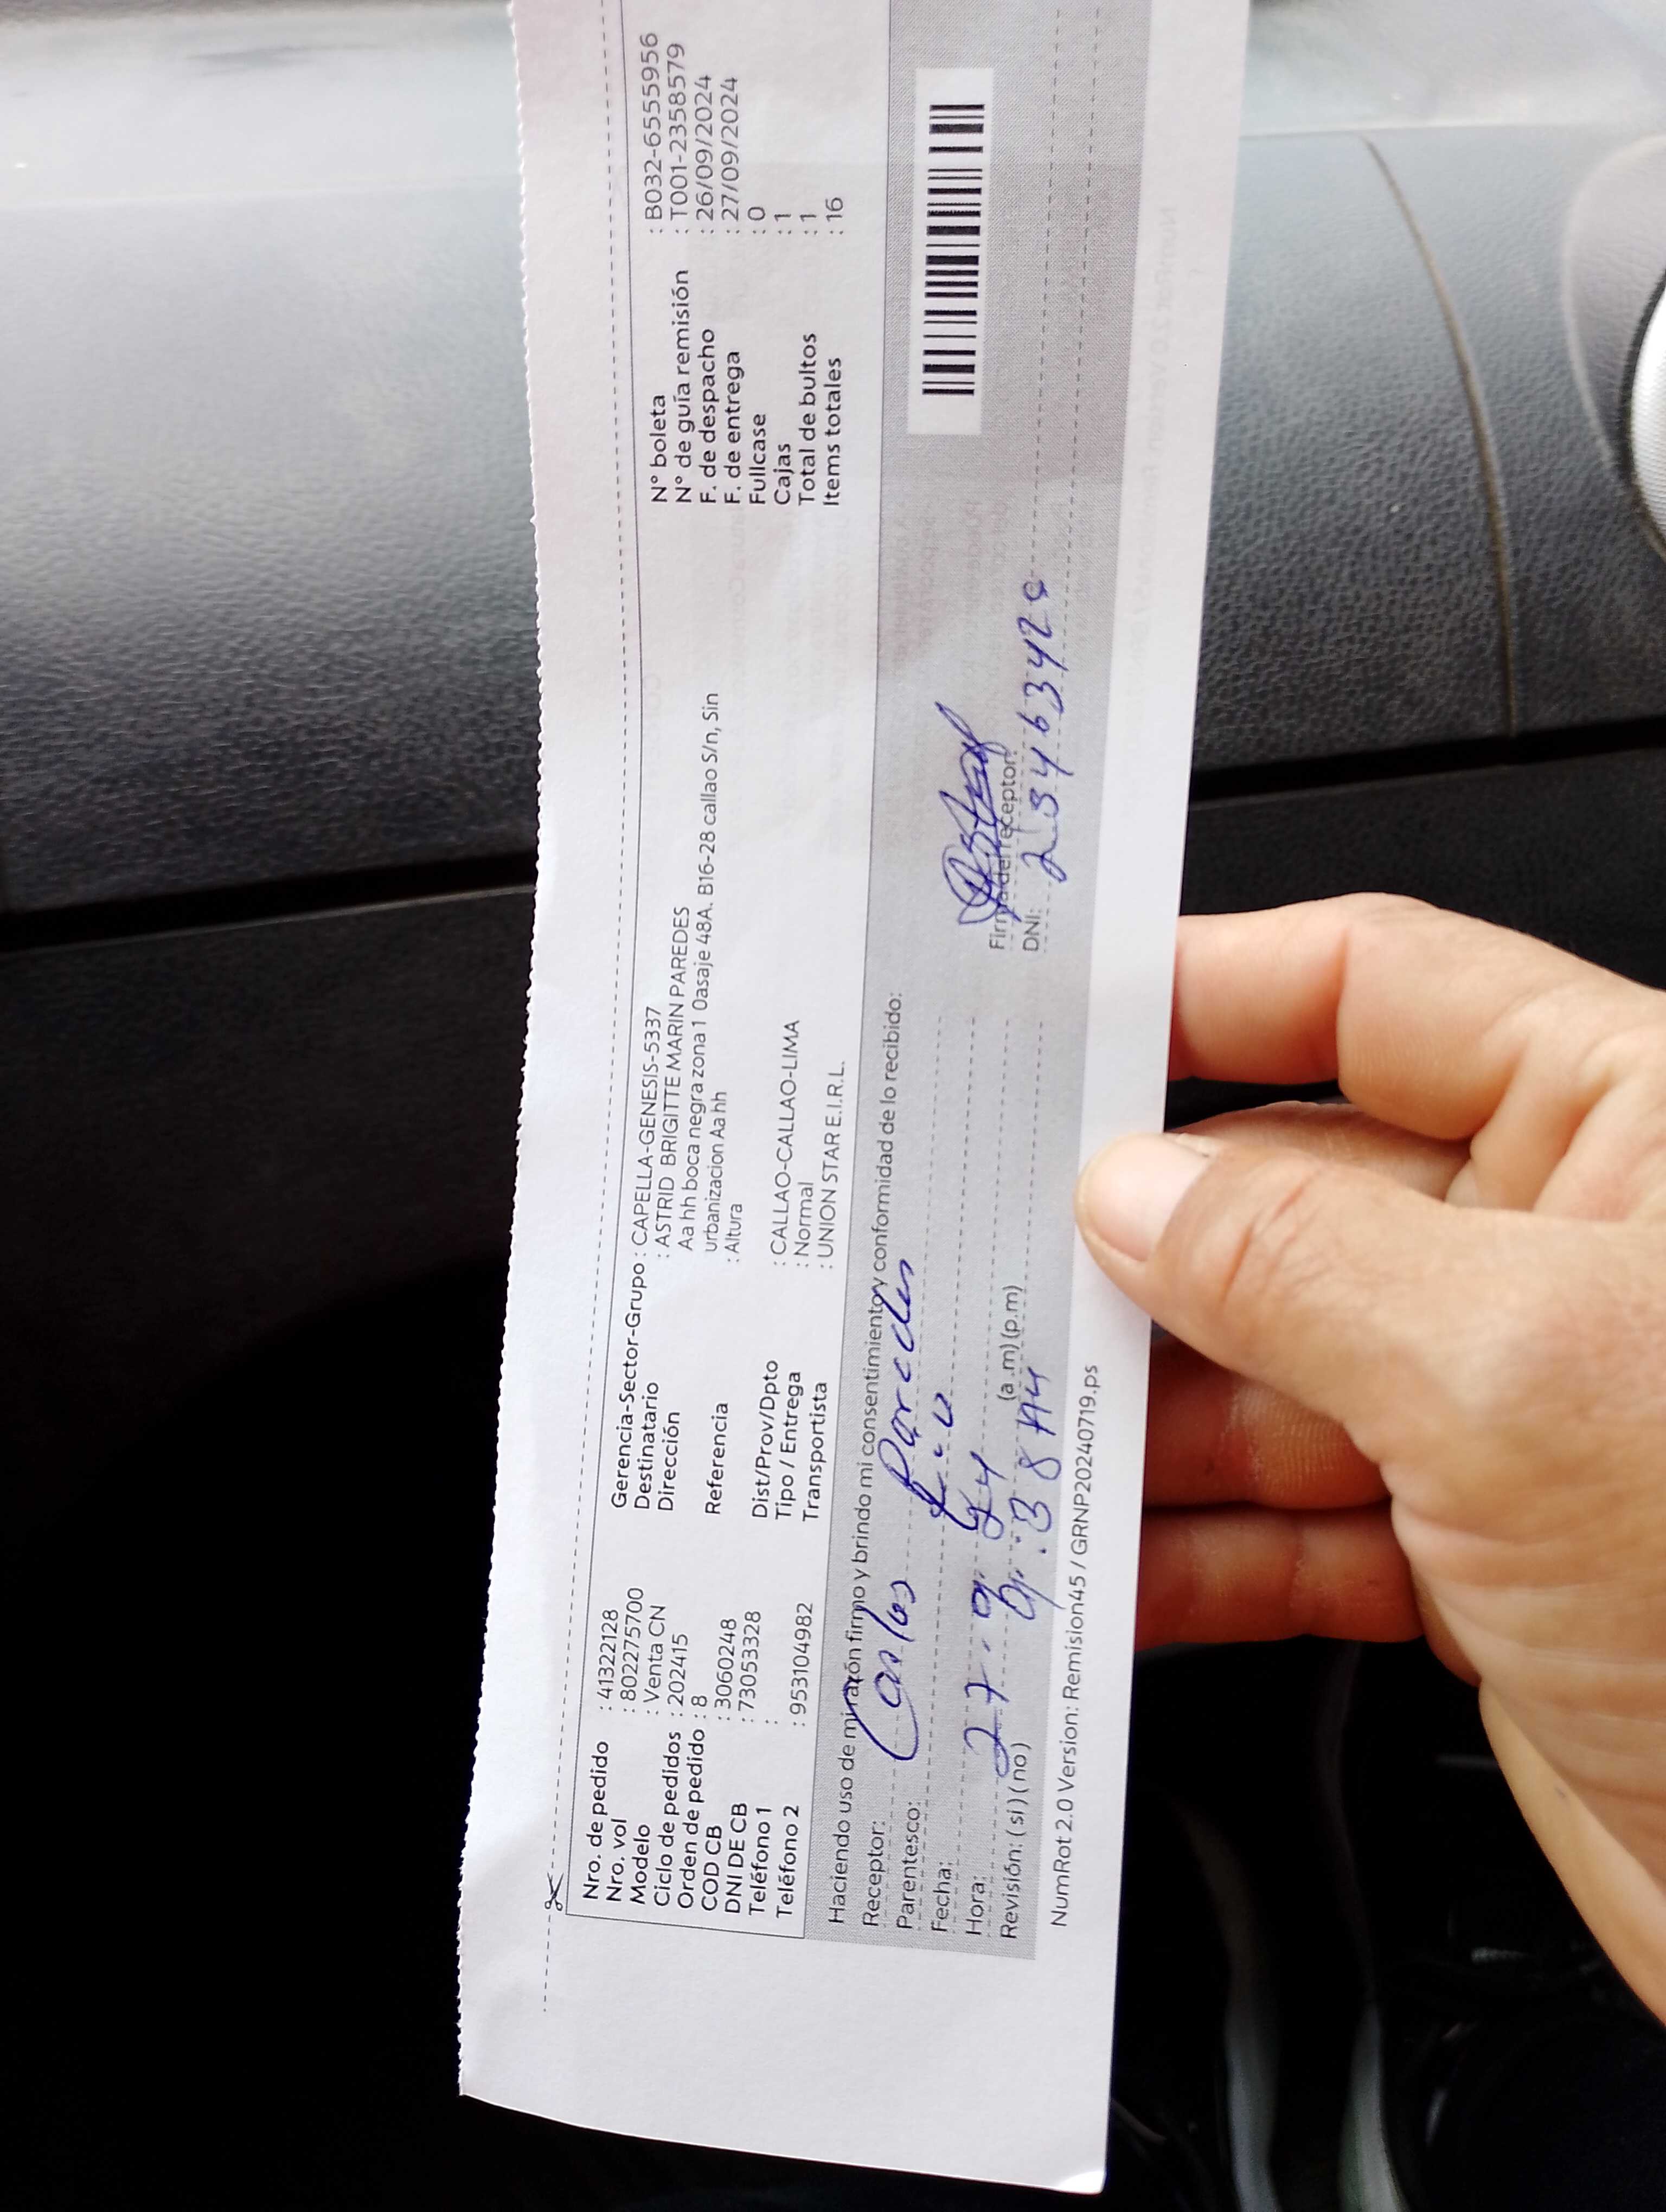 Nro. de pedido : 41322128
Nro. vol : 8022775700
Modelo : Venta CN
Ciclo de pedidos : 202415
Orden de pedido : 8
COD CB : 3060248
DNI DE CB : 73053328
Teléfono 1 :
Teléfono 2 : 953104982
Gerencia-Sector-Grupo : CAPELLA-GENESIS-5337
Destinatario : ASTRID BRIGITTE MARIN PAREDES
Dirección Aa hh boca negra zona 1 0asaje 48A. B16-28 callao S/n, Sin
urbanizacion Aa hh
Referencia : Altura
Dist/Prov/Dpto : CALLAO-CALLAO-LIMA
Tipo / Entrega : Normal
Transportista : UNION STAR E.I.R.L.
N° boleta : B032-6555956
N° de guía remisión : T001-2358579
F. de despacho : 26/09/2024
F. de entrega : 27/09/2024
Fullcase : 0
Cajas : 1
Total de bultos : 1
Items totales : 16
Haciendo uso de mi razón firmo y brindo mi consentimiento y conformidad de lo recibido:
Receptor: Carlos Paredes
Parentesco:
Fecha: 27.9.24
Hora: 9:38 AM (a.m) (p.m)
Revisión: (si) (no)
Firma del receptor:
DNI:
NumRot 2.0 Version: Remision45 / GRNP20240719.ps